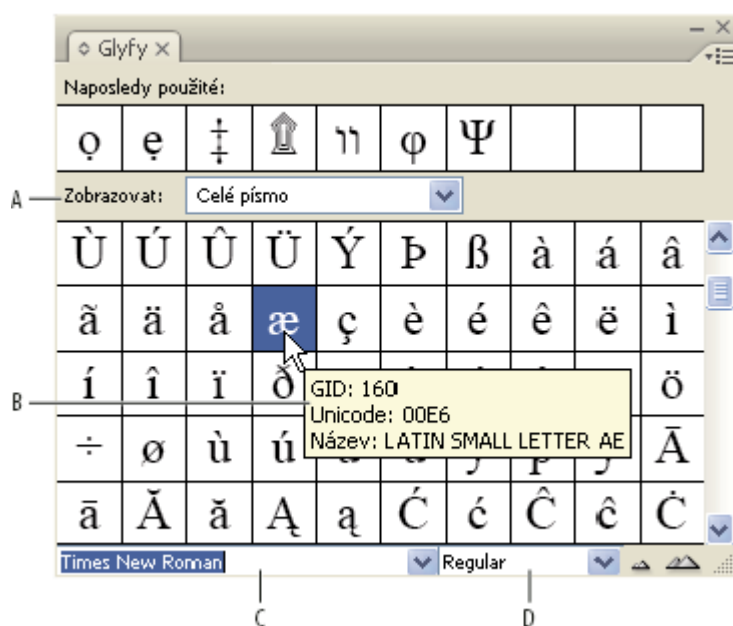 Glyfy
Naposledy použité:
ọ ẹ ‡ ۩ װ φ Ψ
A
Zobrazovat: Celé písmo
Ù Ú Û Ü Ý Þ ß à á â
ã ä å æ ç è é ê ë ì
í î ï ð ö
B
GID: 160
Unicode: 00E6
Název: LATIN SMALL LETTER AE
÷ ø ù ú Ā
ā Ă ă Ą ą Ć ć Ĉ ĉ Ċ
Times New Roman Regular
C D